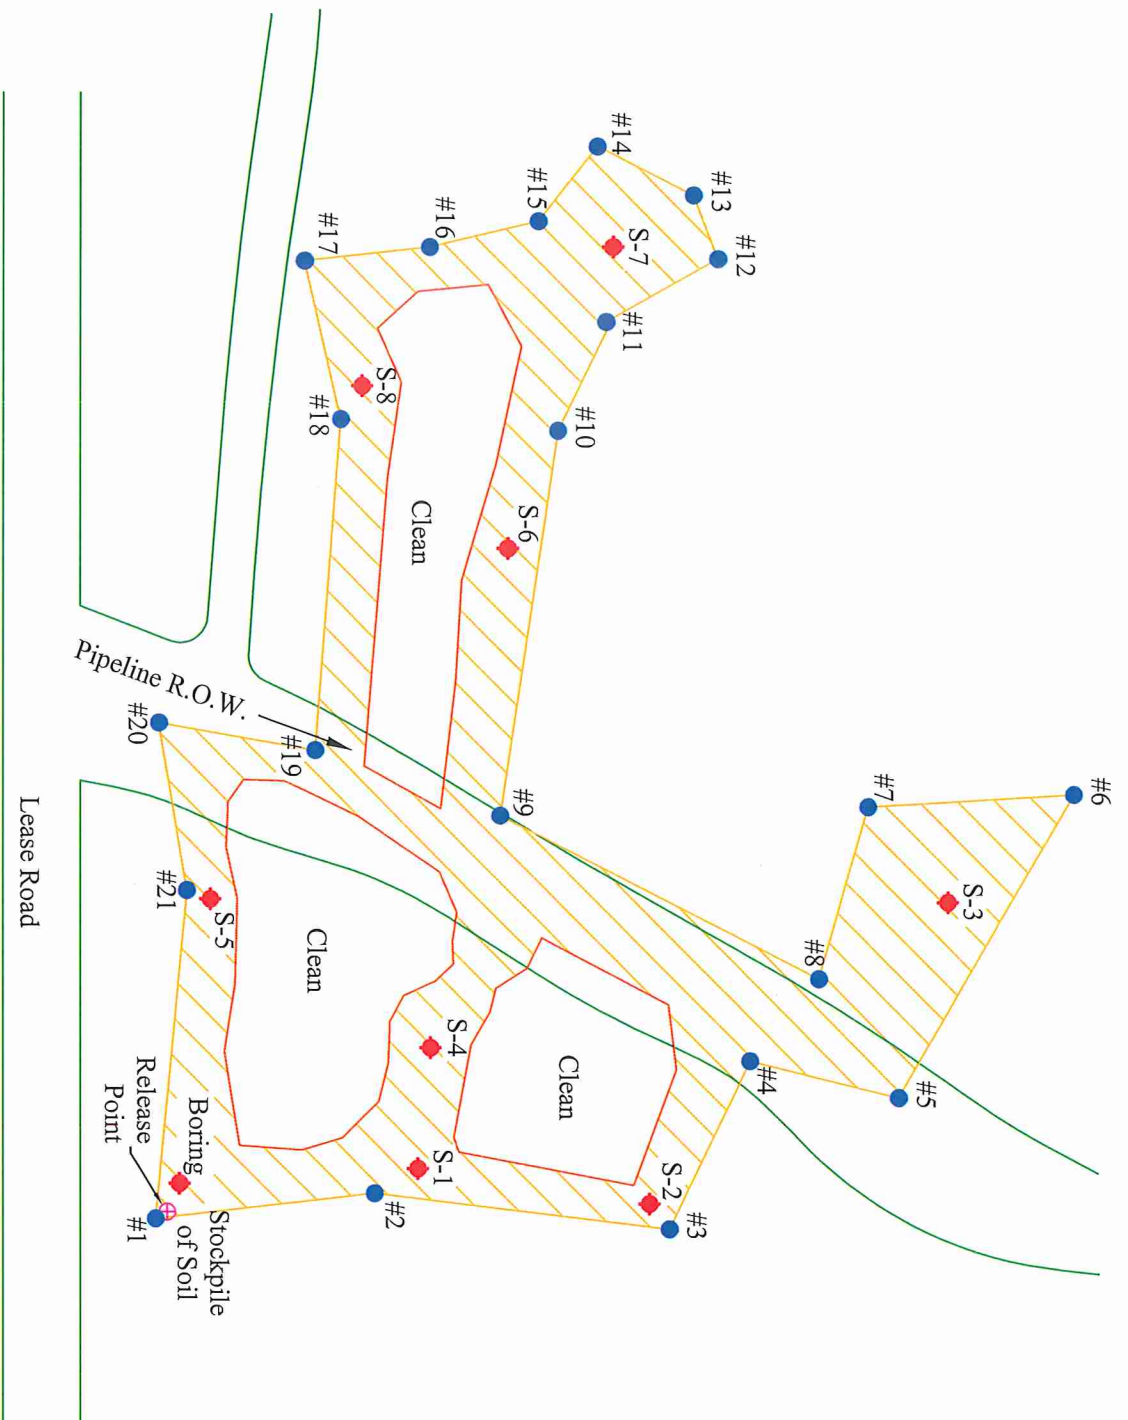 #14
#13
#12
#15
S-7
#16
#17
#11
S-8
#18
#10
S-6
Clean
Pipeline R.O.W.
#20
#19
#9
#7
#6
Lease Road
#21
S-5
Clean
S-3
#8
S-4
Clean
#4
#5
Release
Point
Boring
S-1
S-2
#1
#2
#3
Stockpile
of Soil